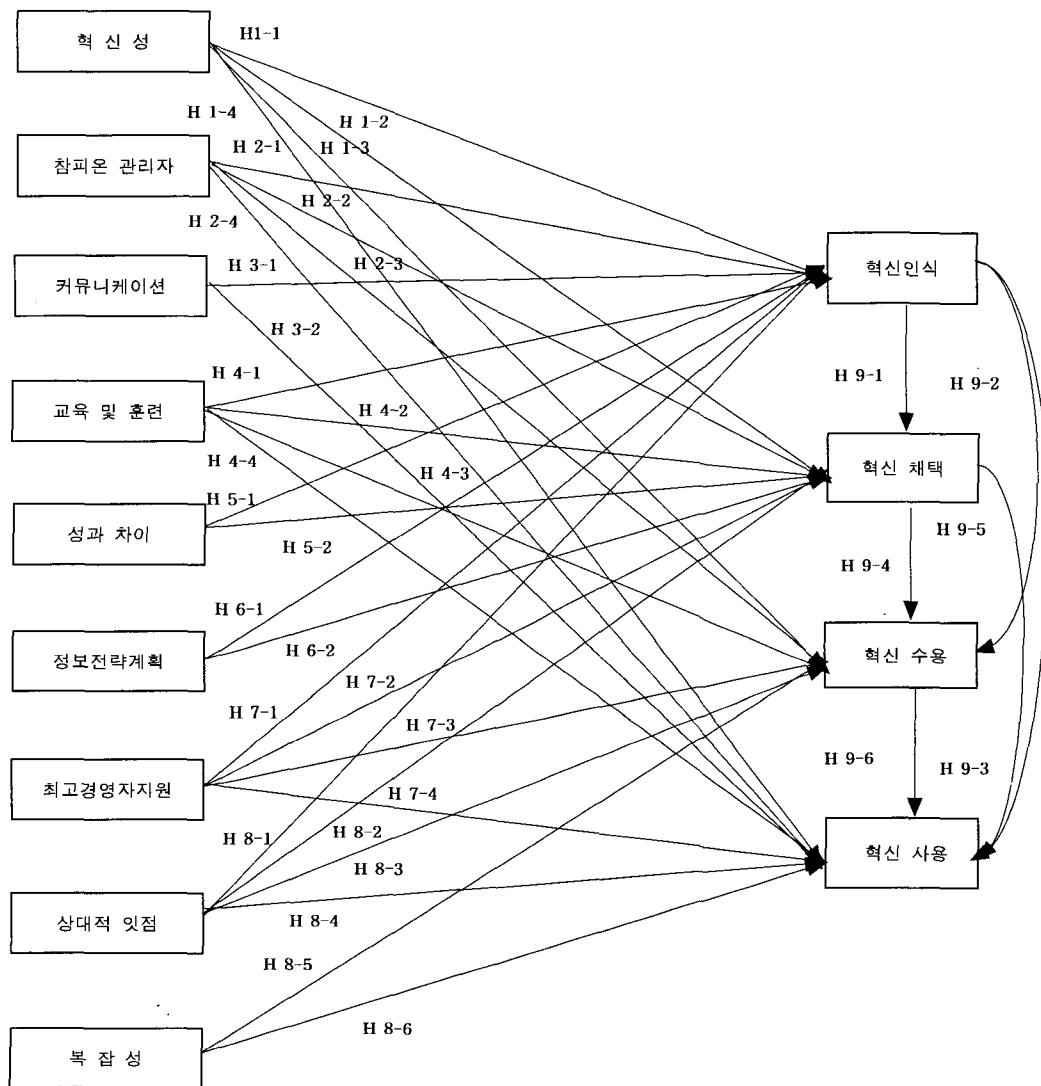 혁 신 성
H1-1
H 1-4
H 1-2
H 1-3
참피온 관리자
H 2-1
H 2-2
H 2-4
H 2-3
커뮤니케이션
H 3-1
H 3-2
혁신인식
교육 및 훈련
H 4-1
H 4-2
H 4-4
H 4-3
H 9-1
H 9-2
혁신 채택
성과 차이
H 5-1
H 5-2
H 9-5
H 9-4
정보전략계획
H 6-1
H 6-2
혁신 수용
최고경영자지원
H 7-2
H 7-1
H 7-3
H 7-4
H 9-6
H 9-3
상대적 잇점
H 8-1
H 8-2
H 8-3
H 8-4
혁신 사용
H 8-5
복 잡 성
H 8-6